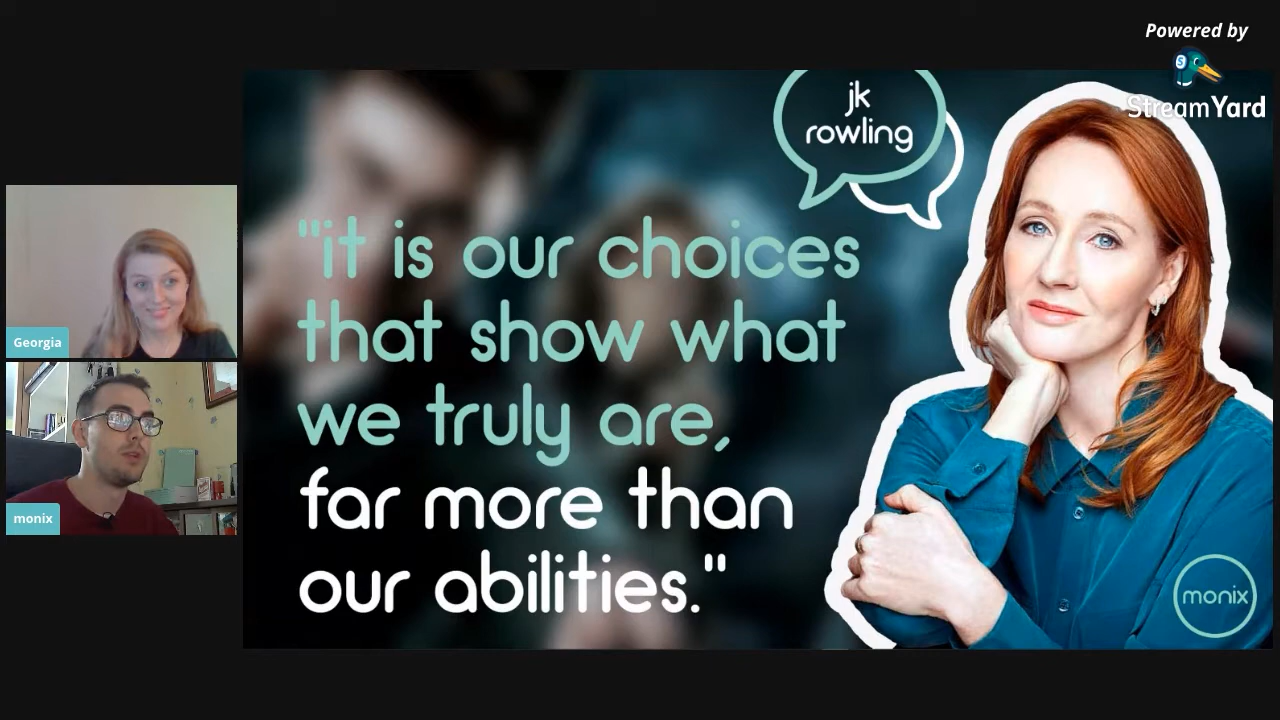 Powered by
StreamYard
jk
rowling
"it is our choices
that show what
we truly are,
far more than
our abilities."
Georgia
monix
monix